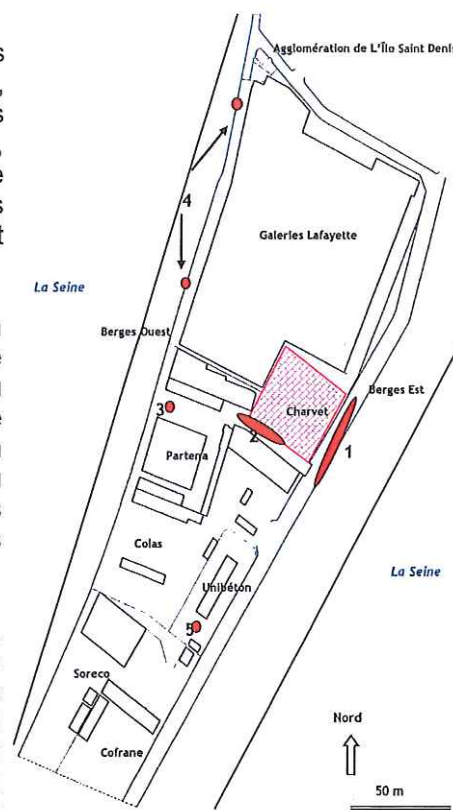 Agglomération de L'Île Saint Denis
4
Galeries Lafayette
La Seine
Berges Ouest
Berges Est
3
Charvet
2
1
Partena
Colas
La Seine
Unibéton
5
Soreco
Nord
Cofrane
50 m